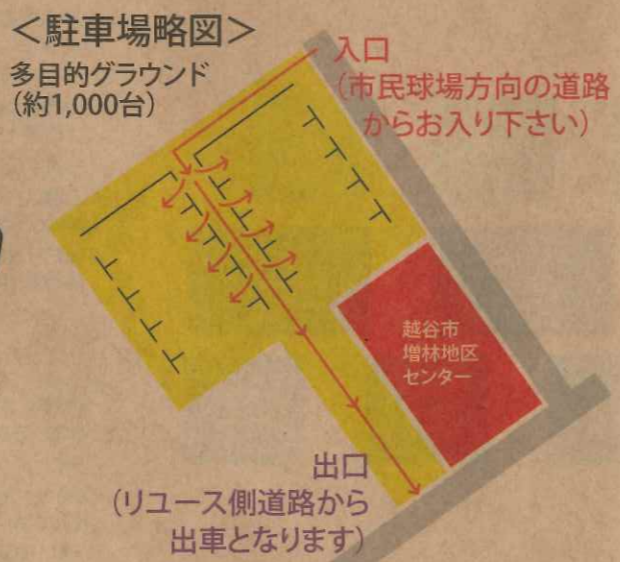 ＜駐車場略図＞
多目的グラウンド
(約1,000台)
入口
(市民球場方向の道路
からお入り下さい)
越谷市
増林地区
センター
出口
(リユース側道路から
出車となります)